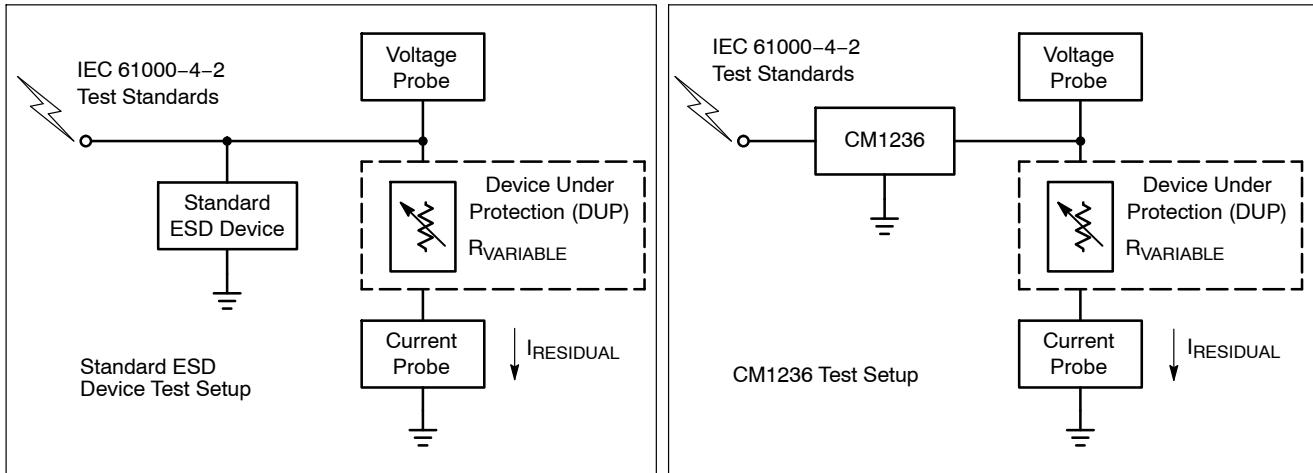 IEC 61000−4−2
Test Standards
Voltage
Probe
Standard
ESD Device
Device Under
Protection (DUP)
RVARIABLE
Current
Probe
IRESIDUAL
Standard ESD
Device Test Setup
IEC 61000−4−2
Test Standards
Voltage
Probe
CM1236
Device Under
Protection (DUP)
RVARIABLE
Current
Probe
IRESIDUAL
CM1236 Test Setup